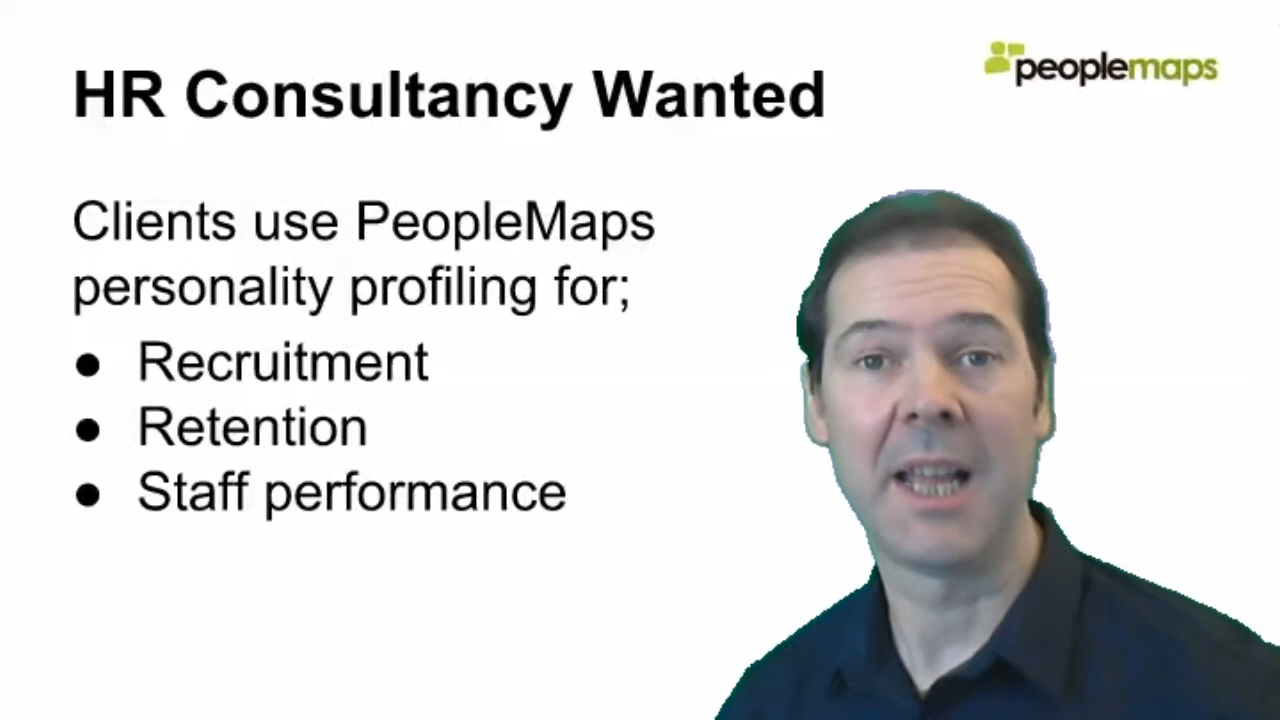 peoplemaps
HR Consultancy Wanted
Clients use PeopleMaps
personality profiling for;
● Recruitment
● Retention
● Staff performance